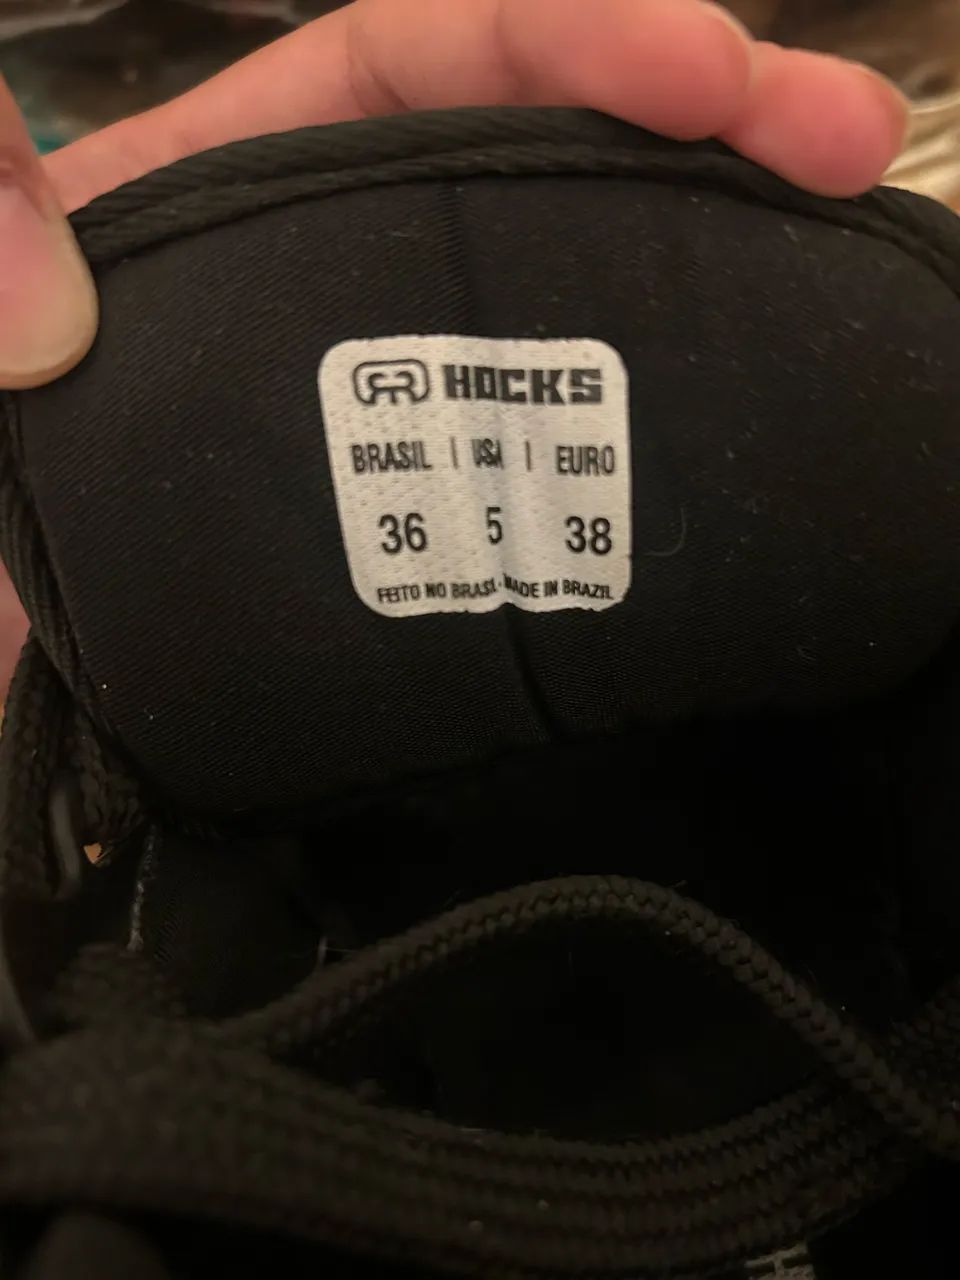 HOCKS
BRASIL | USA | EURO
36 5 38
FEITO NO BRASIL · MADE IN BRAZIL